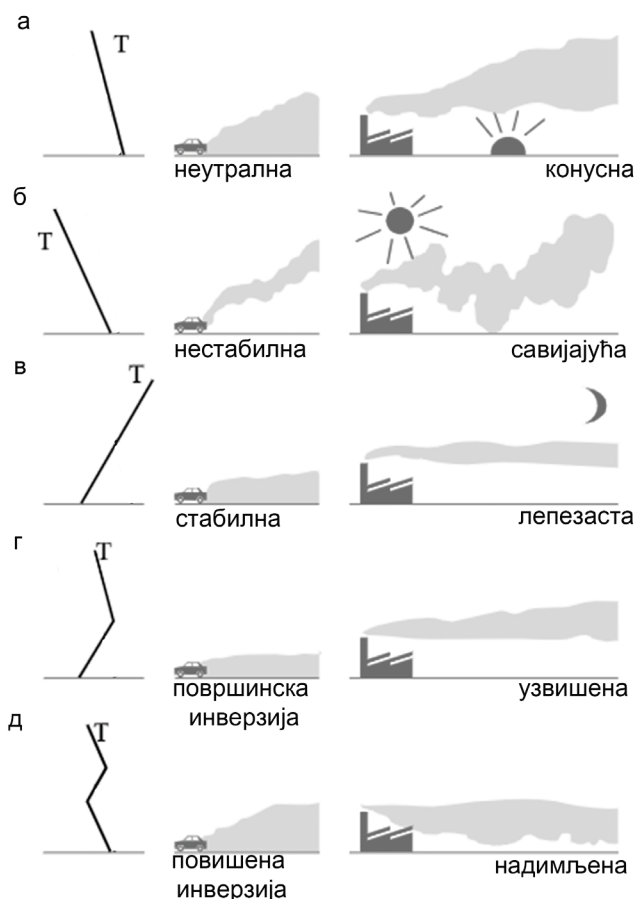 а
T
неутрална
конусна
б
T
нестабилна
савијајућа
в
T
стабилна
лепезаста
г
T
површинска
инверзија
узвишена
д
T
повишена
инверзија
надимљена